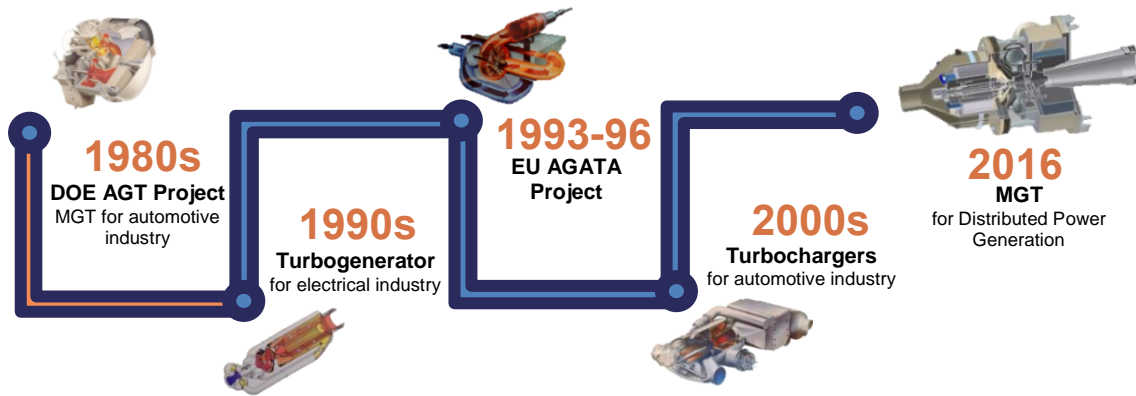 1980s
DOE AGT Project
MGT for automotive
industry
1990s
Turbogenerator
for electrical industry
1993-96
EU AGATA
Project
2000s
Turbochargers
for automotive industry
2016
MGT
for Distributed Power
Generation